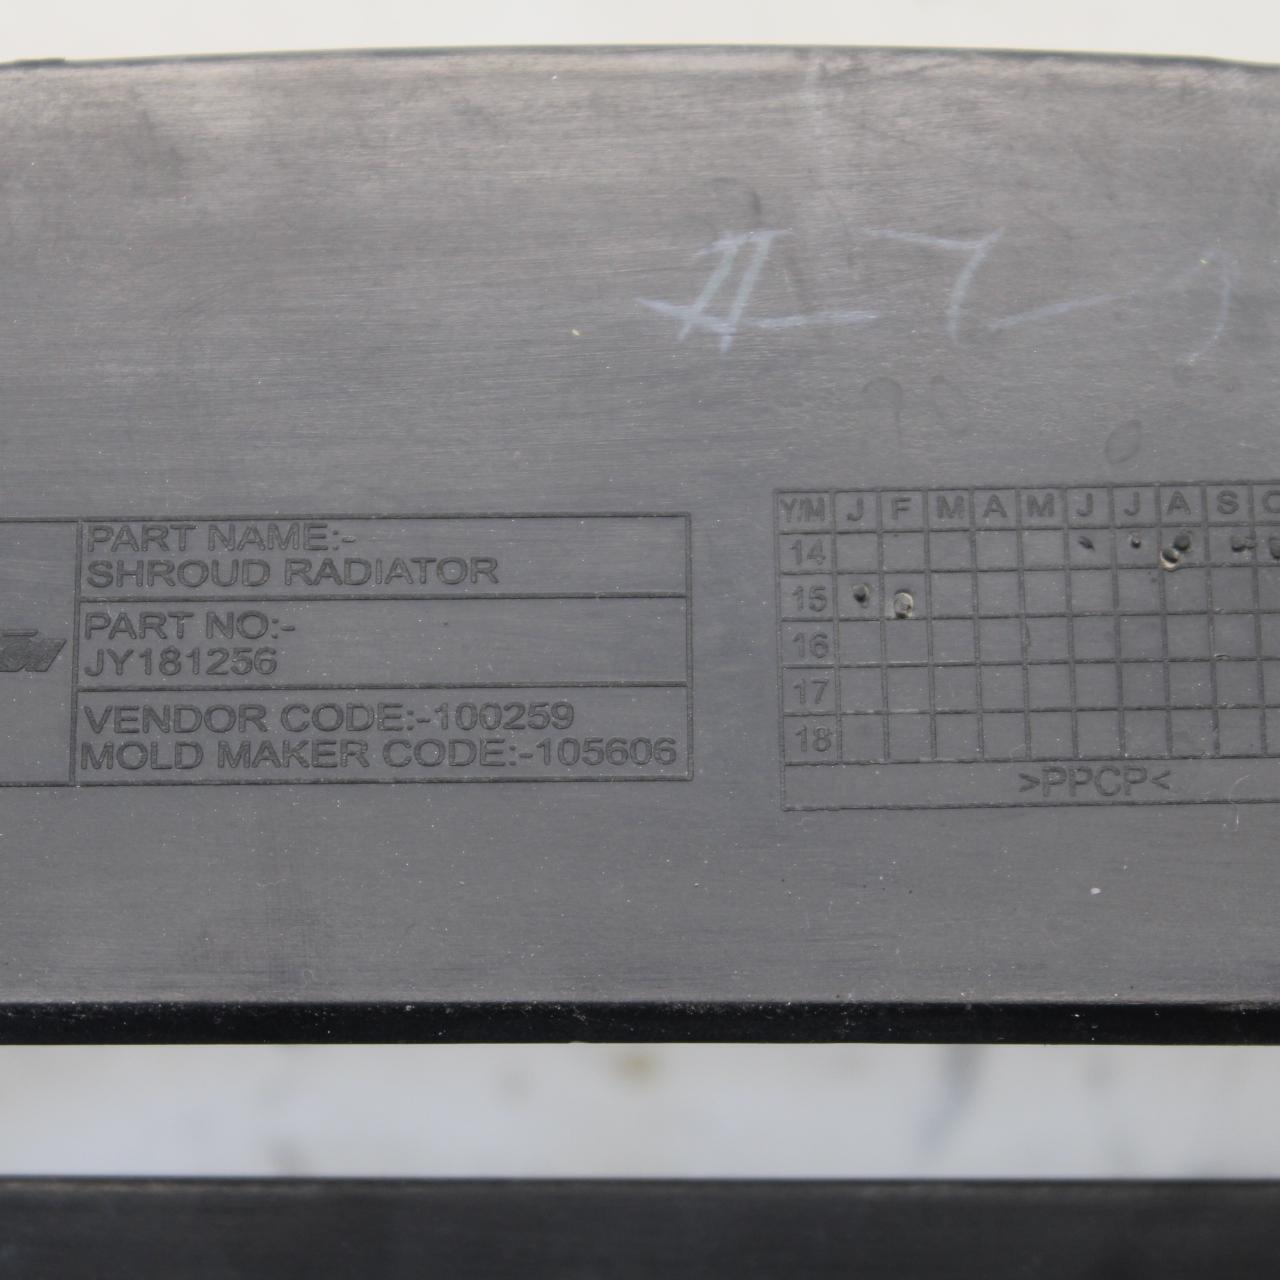 PART NAME:-
SHROUD RADIATOR
PART NO:-
JY181256
VENDOR CODE:-100259
MOLD MAKER CODE:-105606
Y/M J F M A M J J A S
14
15
16
17
18
>PPCP<